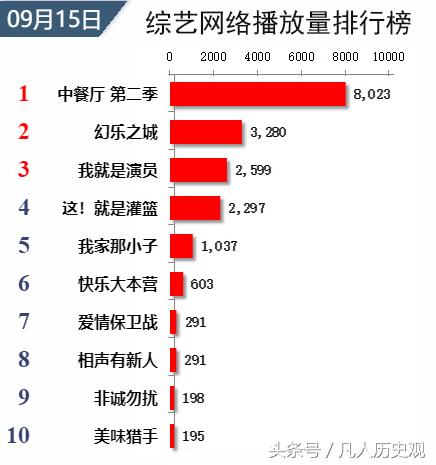 09月15日
综艺网络播放量排行榜
0 2000 4000 6000 8000 10000
1 中餐厅 第二季 8,023
2 幻乐之城 3,280
3 我就是演员 2,599
4 这！就是灌篮 2,297
5 我家那小子 1,037
6 快乐大本营 603
7 爱情保卫战 291
8 相声有新人 291
9 非诚勿扰 198
10 美味猎手 195
头条号 / 凡人历史观